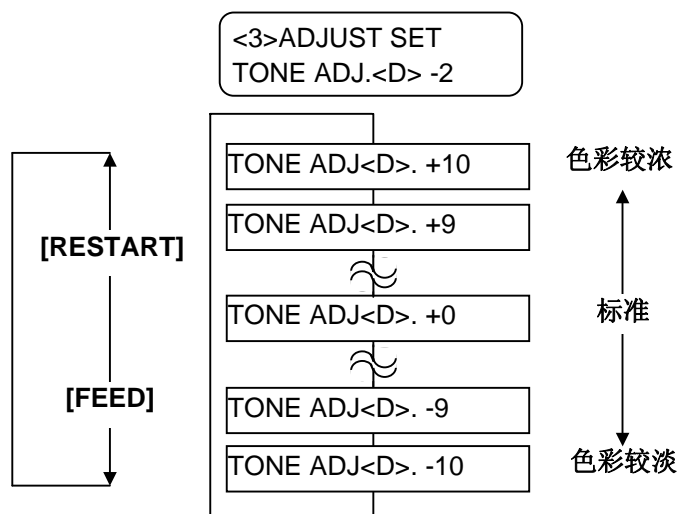 <3>ADJUST SET
TONE ADJ.<D> -2
TONE ADJ<D>. +10
色彩较浓
TONE ADJ<D>. +9
[RESTART]
TONE ADJ<D>. +0
标准
[FEED]
TONE ADJ<D>. -9
TONE ADJ<D>. -10
色彩较淡